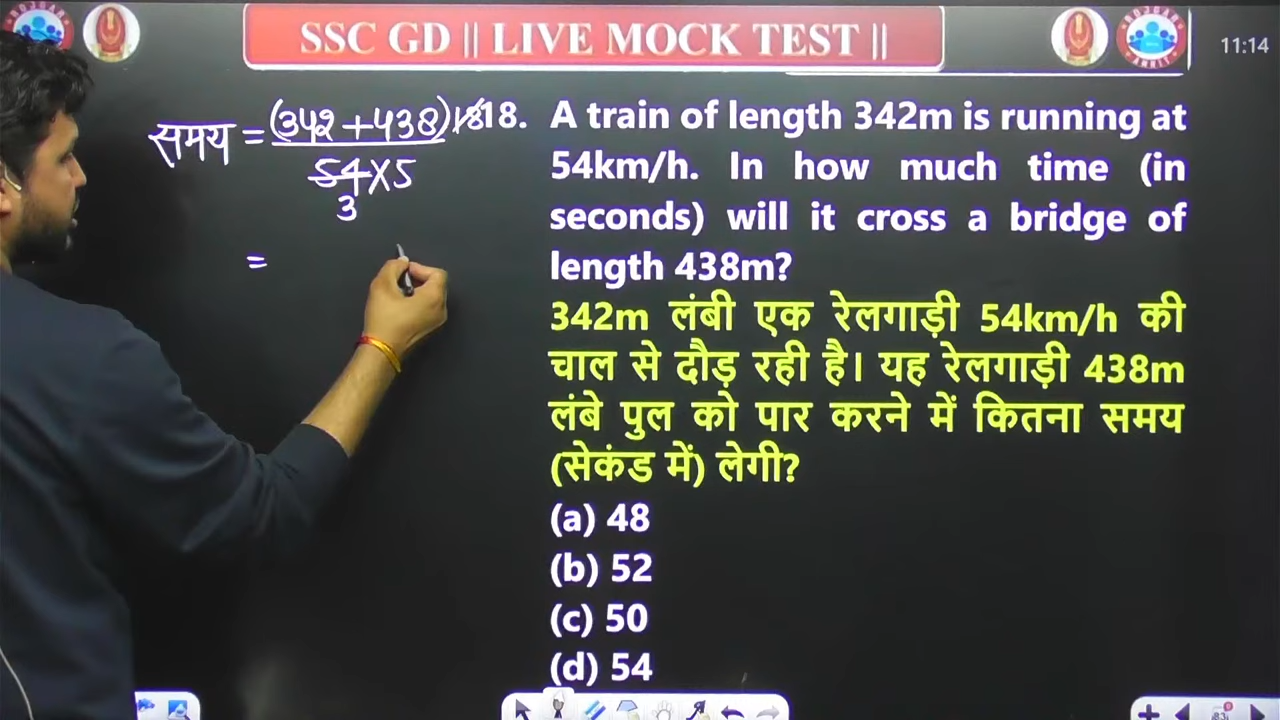 SSC GD || LIVE MOCK TEST ||
11:14
समय = (342+438)×18
54×5
3
=
18. A train of length 342m is running at
54km/h. In how much time (in
seconds) will it cross a bridge of
length 438m?
342m लंबी एक रेलगाड़ी 54km/h की
चाल से दौड़ रही है। यह रेलगाड़ी 438m
लंबे पुल को पार करने में कितना समय
(सेकंड में) लेगी?
(a) 48
(b) 52
(c) 50
(d) 54